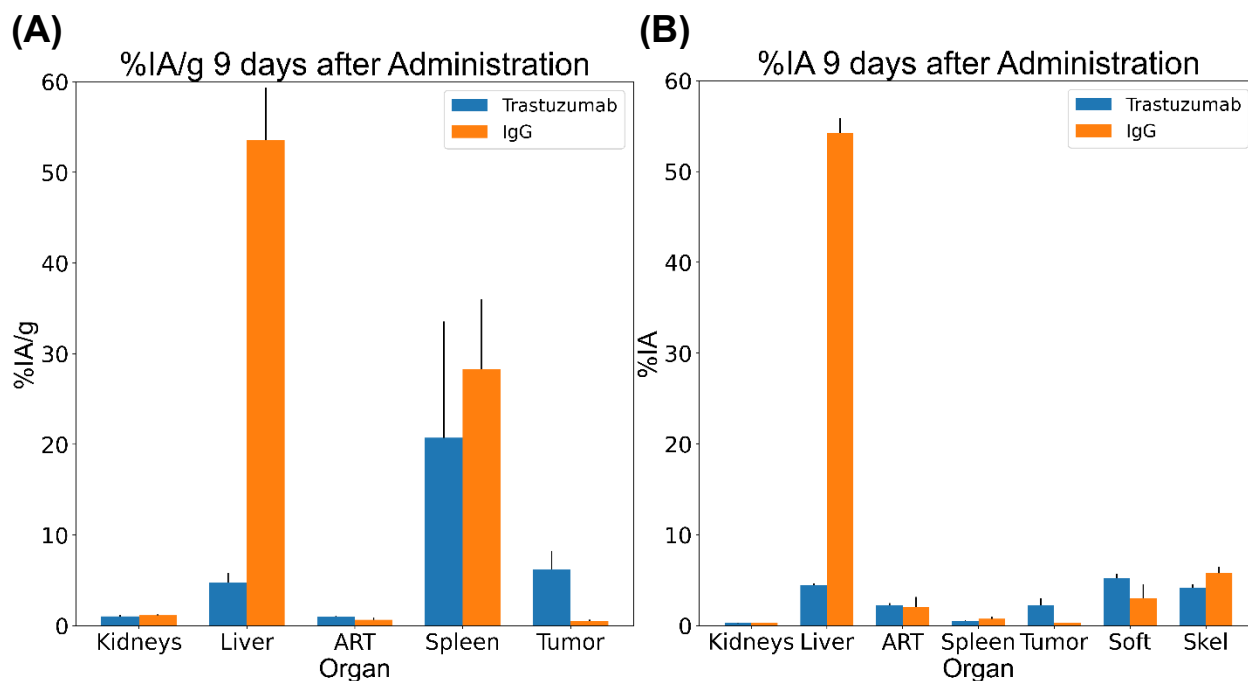 (A)
%IA/g 9 days after Administration
60
50
40
30
20
10
0
%IA/g
Trastuzumab
IgG
Kidneys Liver ART Spleen Tumor
Organ
(B)
%IA 9 days after Administration
60
50
40
30
20
10
0
%IA
Trastuzumab
IgG
Kidneys Liver ART Spleen Tumor Soft Skel
Organ